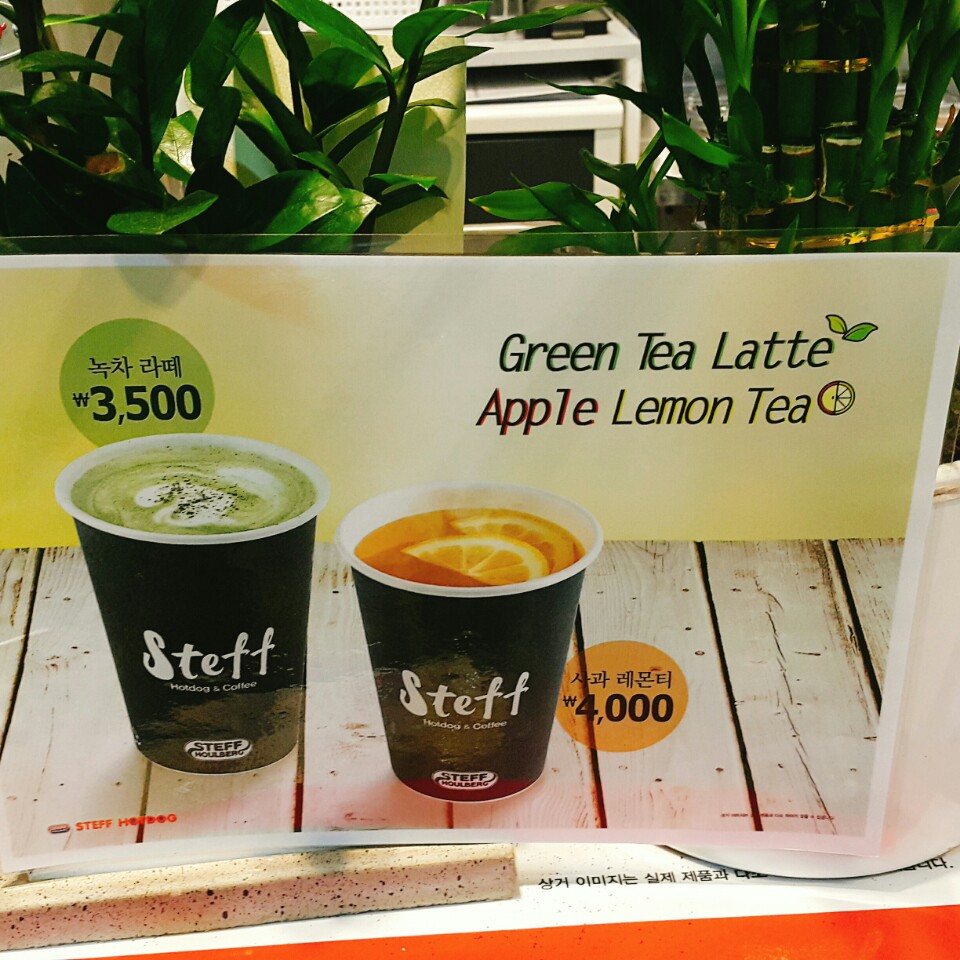 녹차 라떼
₩3,500
Green Tea Latte
Apple Lemon Tea
Steff
Hotdog & Coffee
STEFF
HOULBERG
Steff
Hotdog & Coffee
STEFF
HOULBERG
사과 레몬티
₩4,000
STEFF HOTDOG
상기 이미지는 실제 제품과